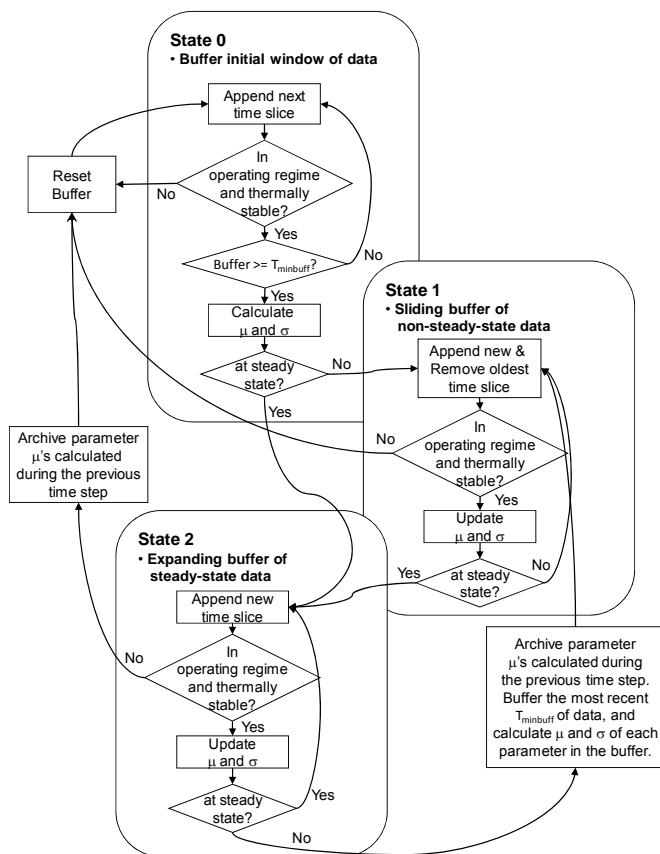 State 0
• Buffer initial window of data
Append next
time slice
In
operating regime
and thermally
stable?
No
Reset
Buffer
Yes
Buffer >= Tminbuff?
No
Yes
Calculate
μ and σ
at steady
state?
No
Yes
State 1
• Sliding buffer of
non-steady-state data
Append new &
Remove oldest
time slice
In
operating regime
and thermally
stable?
No
Yes
Update
μ and σ
at steady
state?
No
Yes
Archive parameter
μ's calculated
during the previous
time step
State 2
• Expanding buffer of
steady-state data
Append new
time slice
In
operating regime
and thermally
stable?
No
Yes
Update
μ and σ
at steady
state?
Yes
No
Archive parameter
μ's calculated during
the previous time step.
Buffer the most recent
Tminbuff of data, and
calculate μ and σ of each
parameter in the buffer.